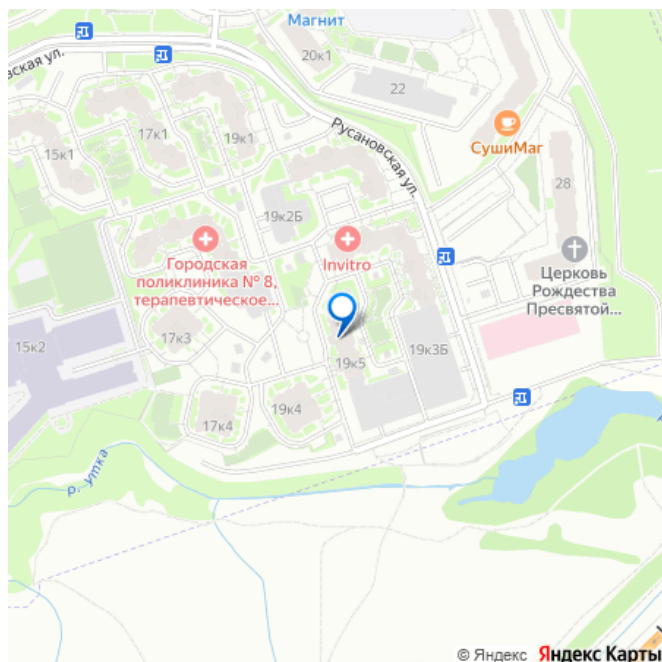 Магнит
20к1
вская ул.
22
Русановская ул.
СушиМаг
17к1
19к1
15к1
28
19к2Б
Городская
поликлиника № 8,
терапевтическое...
Invitro
Церковь
Рождества
Пресвятой...
17к3
15к2
19к5
19к3Б
17к4
19к4
р. Утка
© Яндекс Яндекс Карты